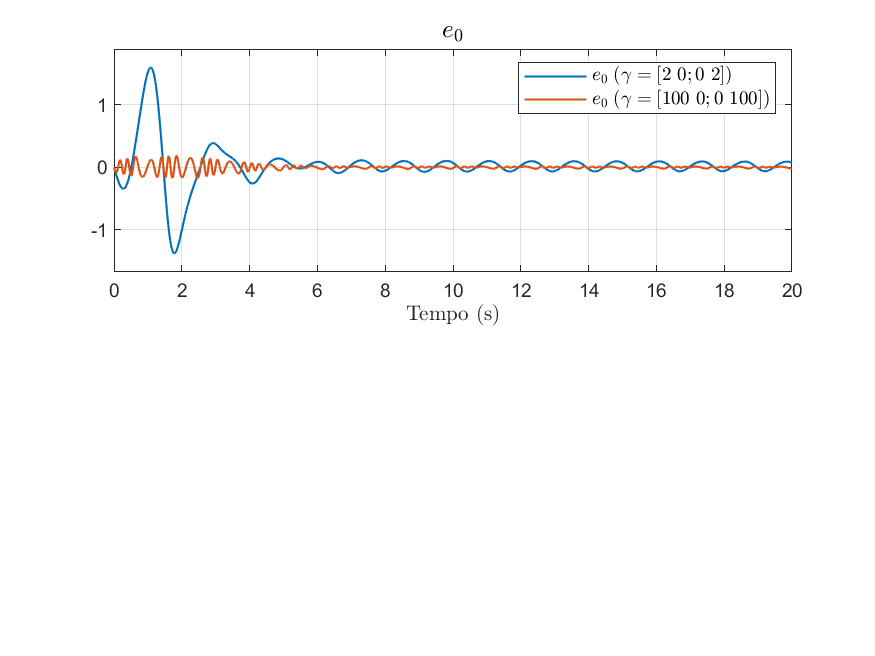 e₀
e₀ (γ = [2 0; 0 2])
e₀ (γ = [100 0; 0 100])
1
0
-1
0 2 4 6 8 10 12 14 16 18 20
Tempo (s)